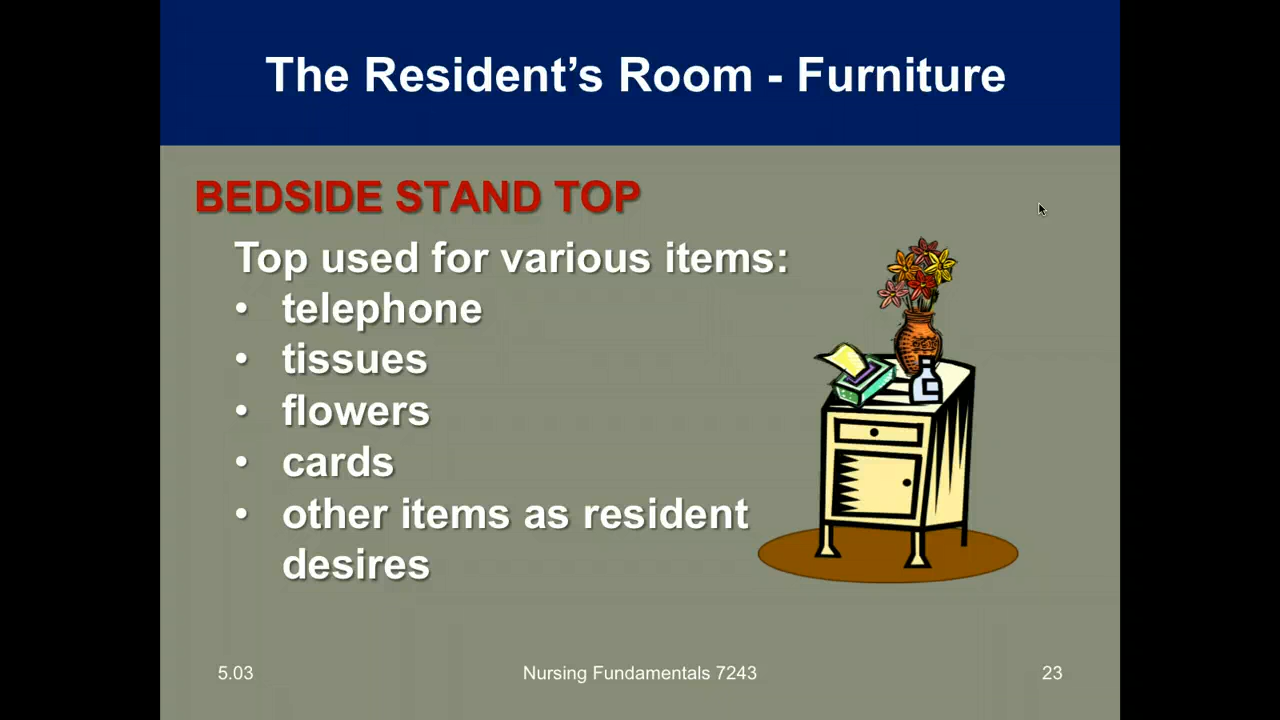 The Resident’s Room - Furniture
BEDSIDE STAND TOP
Top used for various items:
• telephone
• tissues
• flowers
• cards
• other items as resident
desires
5.03
Nursing Fundamentals 7243
23